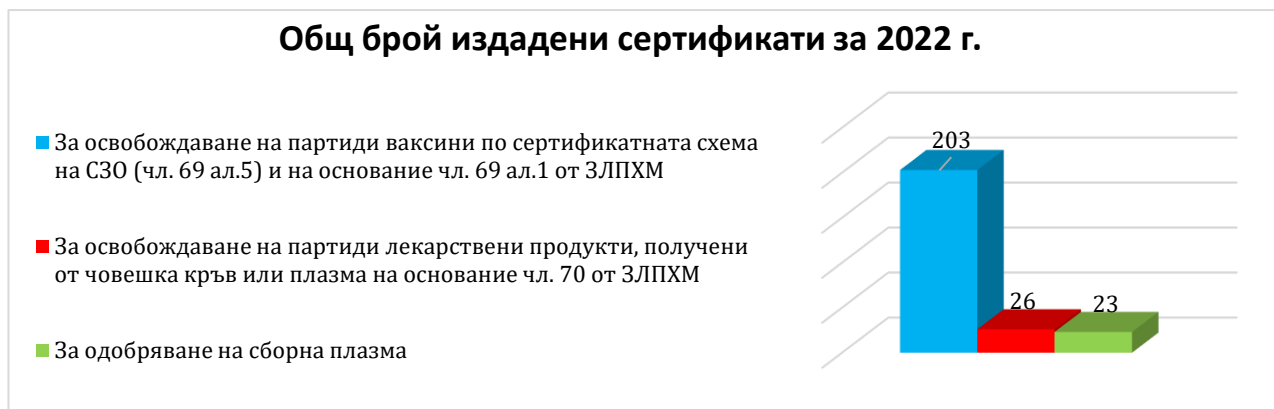 Общ брой издадени сертификати за 2022 г.
За освобождаване на партиди ваксини по сертификатната схема
на СЗО (чл. 69 ал.5) и на основание чл. 69 ал.1 от ЗЛПХМ
За освобождаване на партиди лекарствени продукти, получени
от човешка кръв или плазма на основание чл. 70 от ЗЛПХМ
За одобряване на сборна плазма
203
26
23